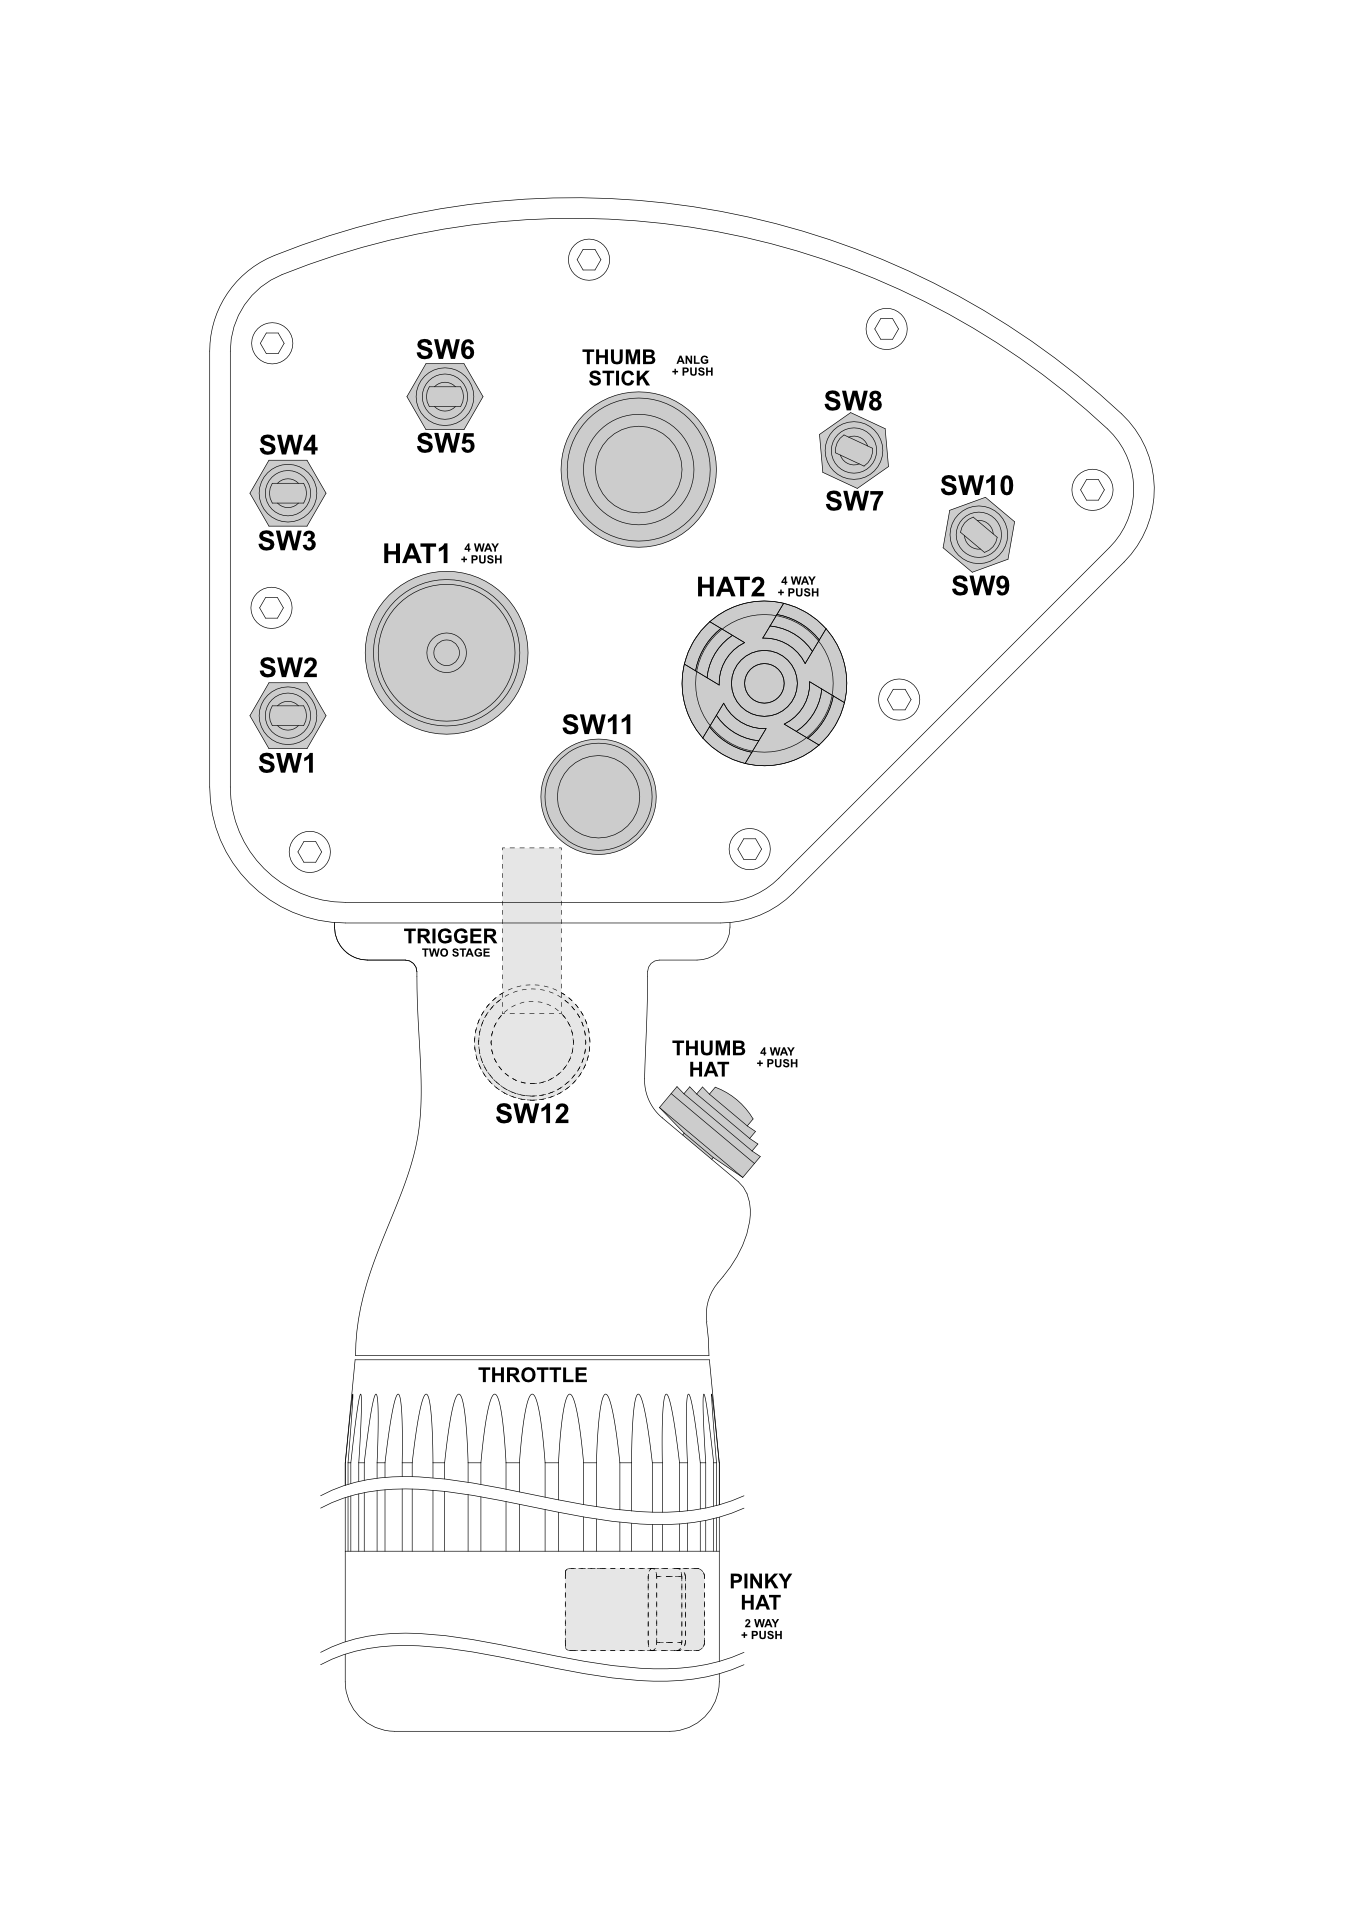 SW6
THUMB
STICK
ANLG
+ PUSH
SW5
SW8
SW4
SW7
SW10
SW3
HAT1
4 WAY
+ PUSH
HAT2
4 WAY
+ PUSH
SW9
SW2
SW11
SW1
TRIGGER
TWO STAGE
THUMB
HAT
4 WAY
+ PUSH
SW12
THROTTLE
PINKY
HAT
2 WAY
+ PUSH